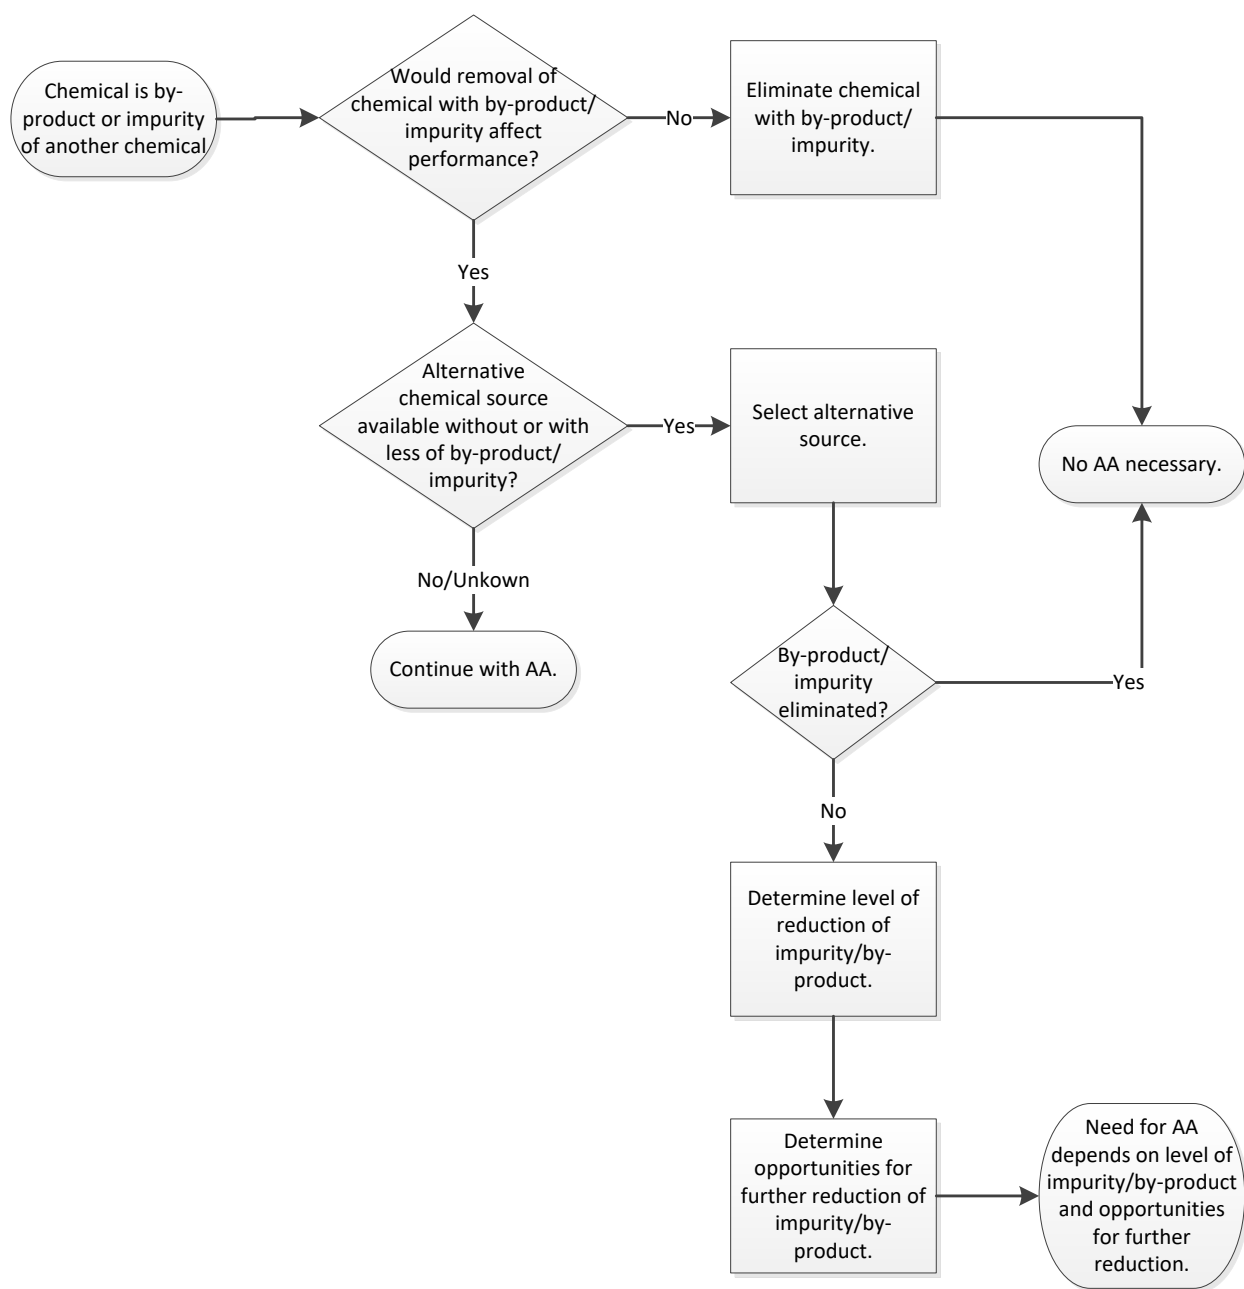 Chemical is by-
product or impurity
of another chemical
Would removal of
chemical with by-product/
impurity affect
performance?
No
Eliminate chemical
with by-product/
impurity.
Yes
Alternative
chemical source
available without or with
less of by-product/
impurity?
Yes
Select alternative
source.
No AA necessary.
No/Unkown
Continue with AA.
By-product/
impurity
eliminated?
Yes
No
Determine level of
reduction of
impurity/by-
product.
Determine
opportunities for
further reduction of
impurity/by-
product.
Need for AA
depends on level of
impurity/by-product
and opportunities
for further
reduction.